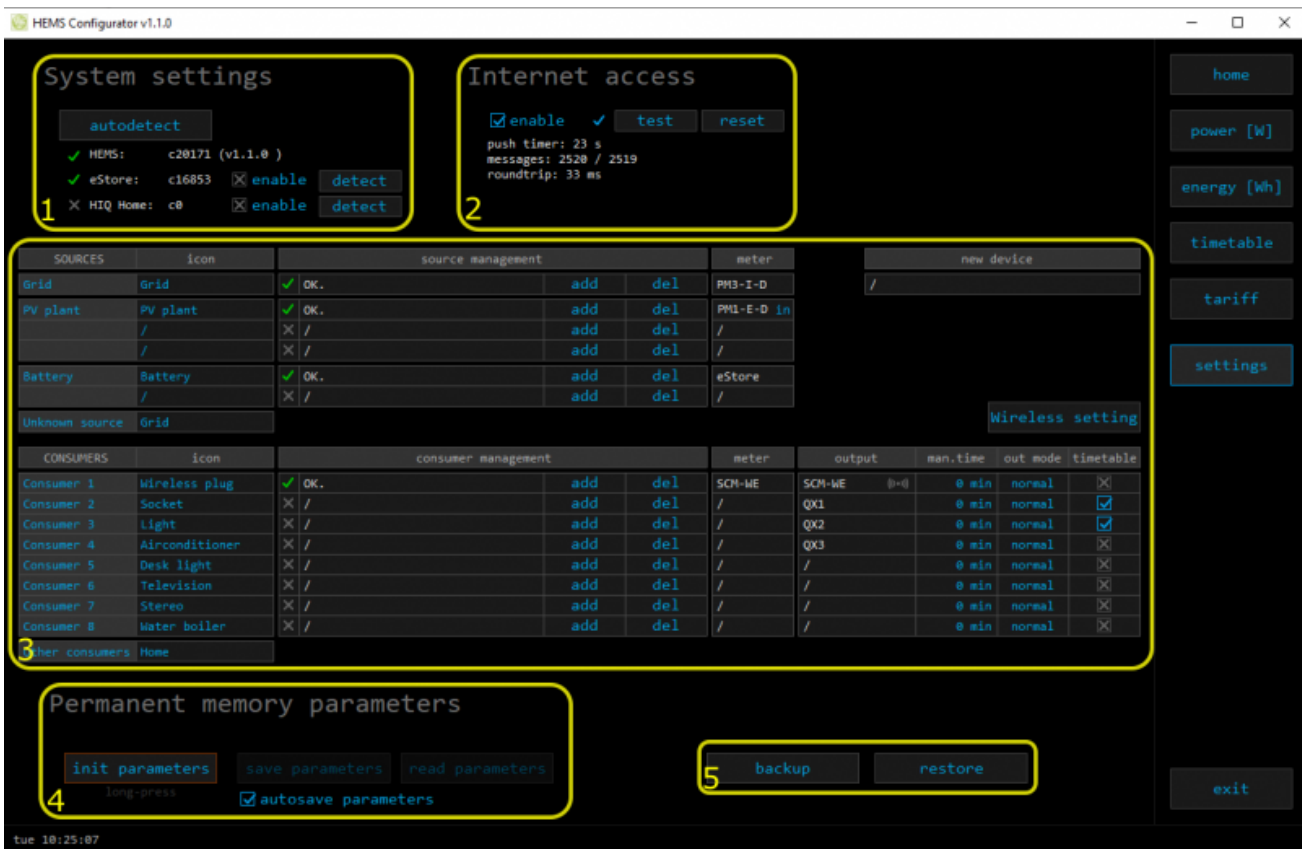 HEMS Configurator v1.1.0
System settings
autodetect
HEMS: c20171 (v1.1.0 )
eStore: c16853 enable detect
HIQ Home: c0 enable detect
1
Internet access
enable test reset
push timer: 23 s
messages: 2520 / 2519
roundtrip: 33 ms
2
home
power [W]
energy [Wh]
timetable
tariff
settings
exit
SOURCES icon source management meter new device
Grid Grid OK. add del PM3-I-D /
PV plant PV plant OK. add del PM1-E-D in
/ / add del /
/ / add del /
Battery Battery OK. add del eStore
/ / add del /
Unknown source Grid
Wireless setting
CONSUMERS icon consumer management meter output man.time out mode timetable
Consumer 1 Wireless plug OK. add del SCM-WE SCM-WE 0 min normal
Consumer 2 Socket / add del / QX1 0 min normal
Consumer 3 Light / add del / QX2 0 min normal
Consumer 4 Airconditioner / add del / QX3 0 min normal
Consumer 5 Desk light / add del / / 0 min normal
Consumer 6 Television / add del / / 0 min normal
Consumer 7 Stereo / add del / / 0 min normal
Consumer 8 Water boiler / add del / / 0 min normal
3
Other consumers Home
Permanent memory parameters
init parameters save parameters read parameters
long-press
autosave parameters
4
backup restore
5
tue 10:25:07